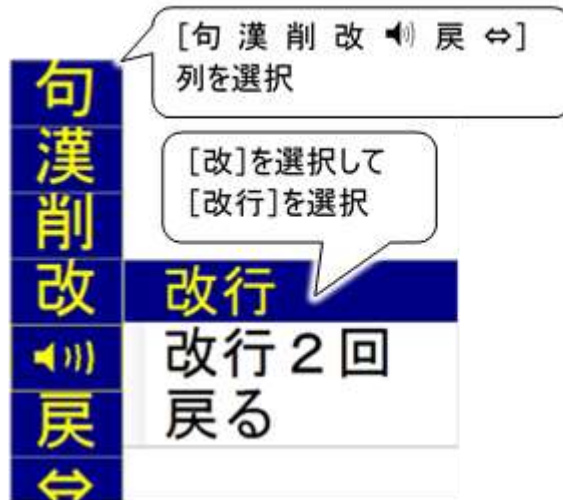 [句 漢 削 改 🔊 戻 ⇔]
列を選択
句
漢
削
[改]を選択して
[改行]を選択
改
改行
改行２回
戻
戻る
⇔